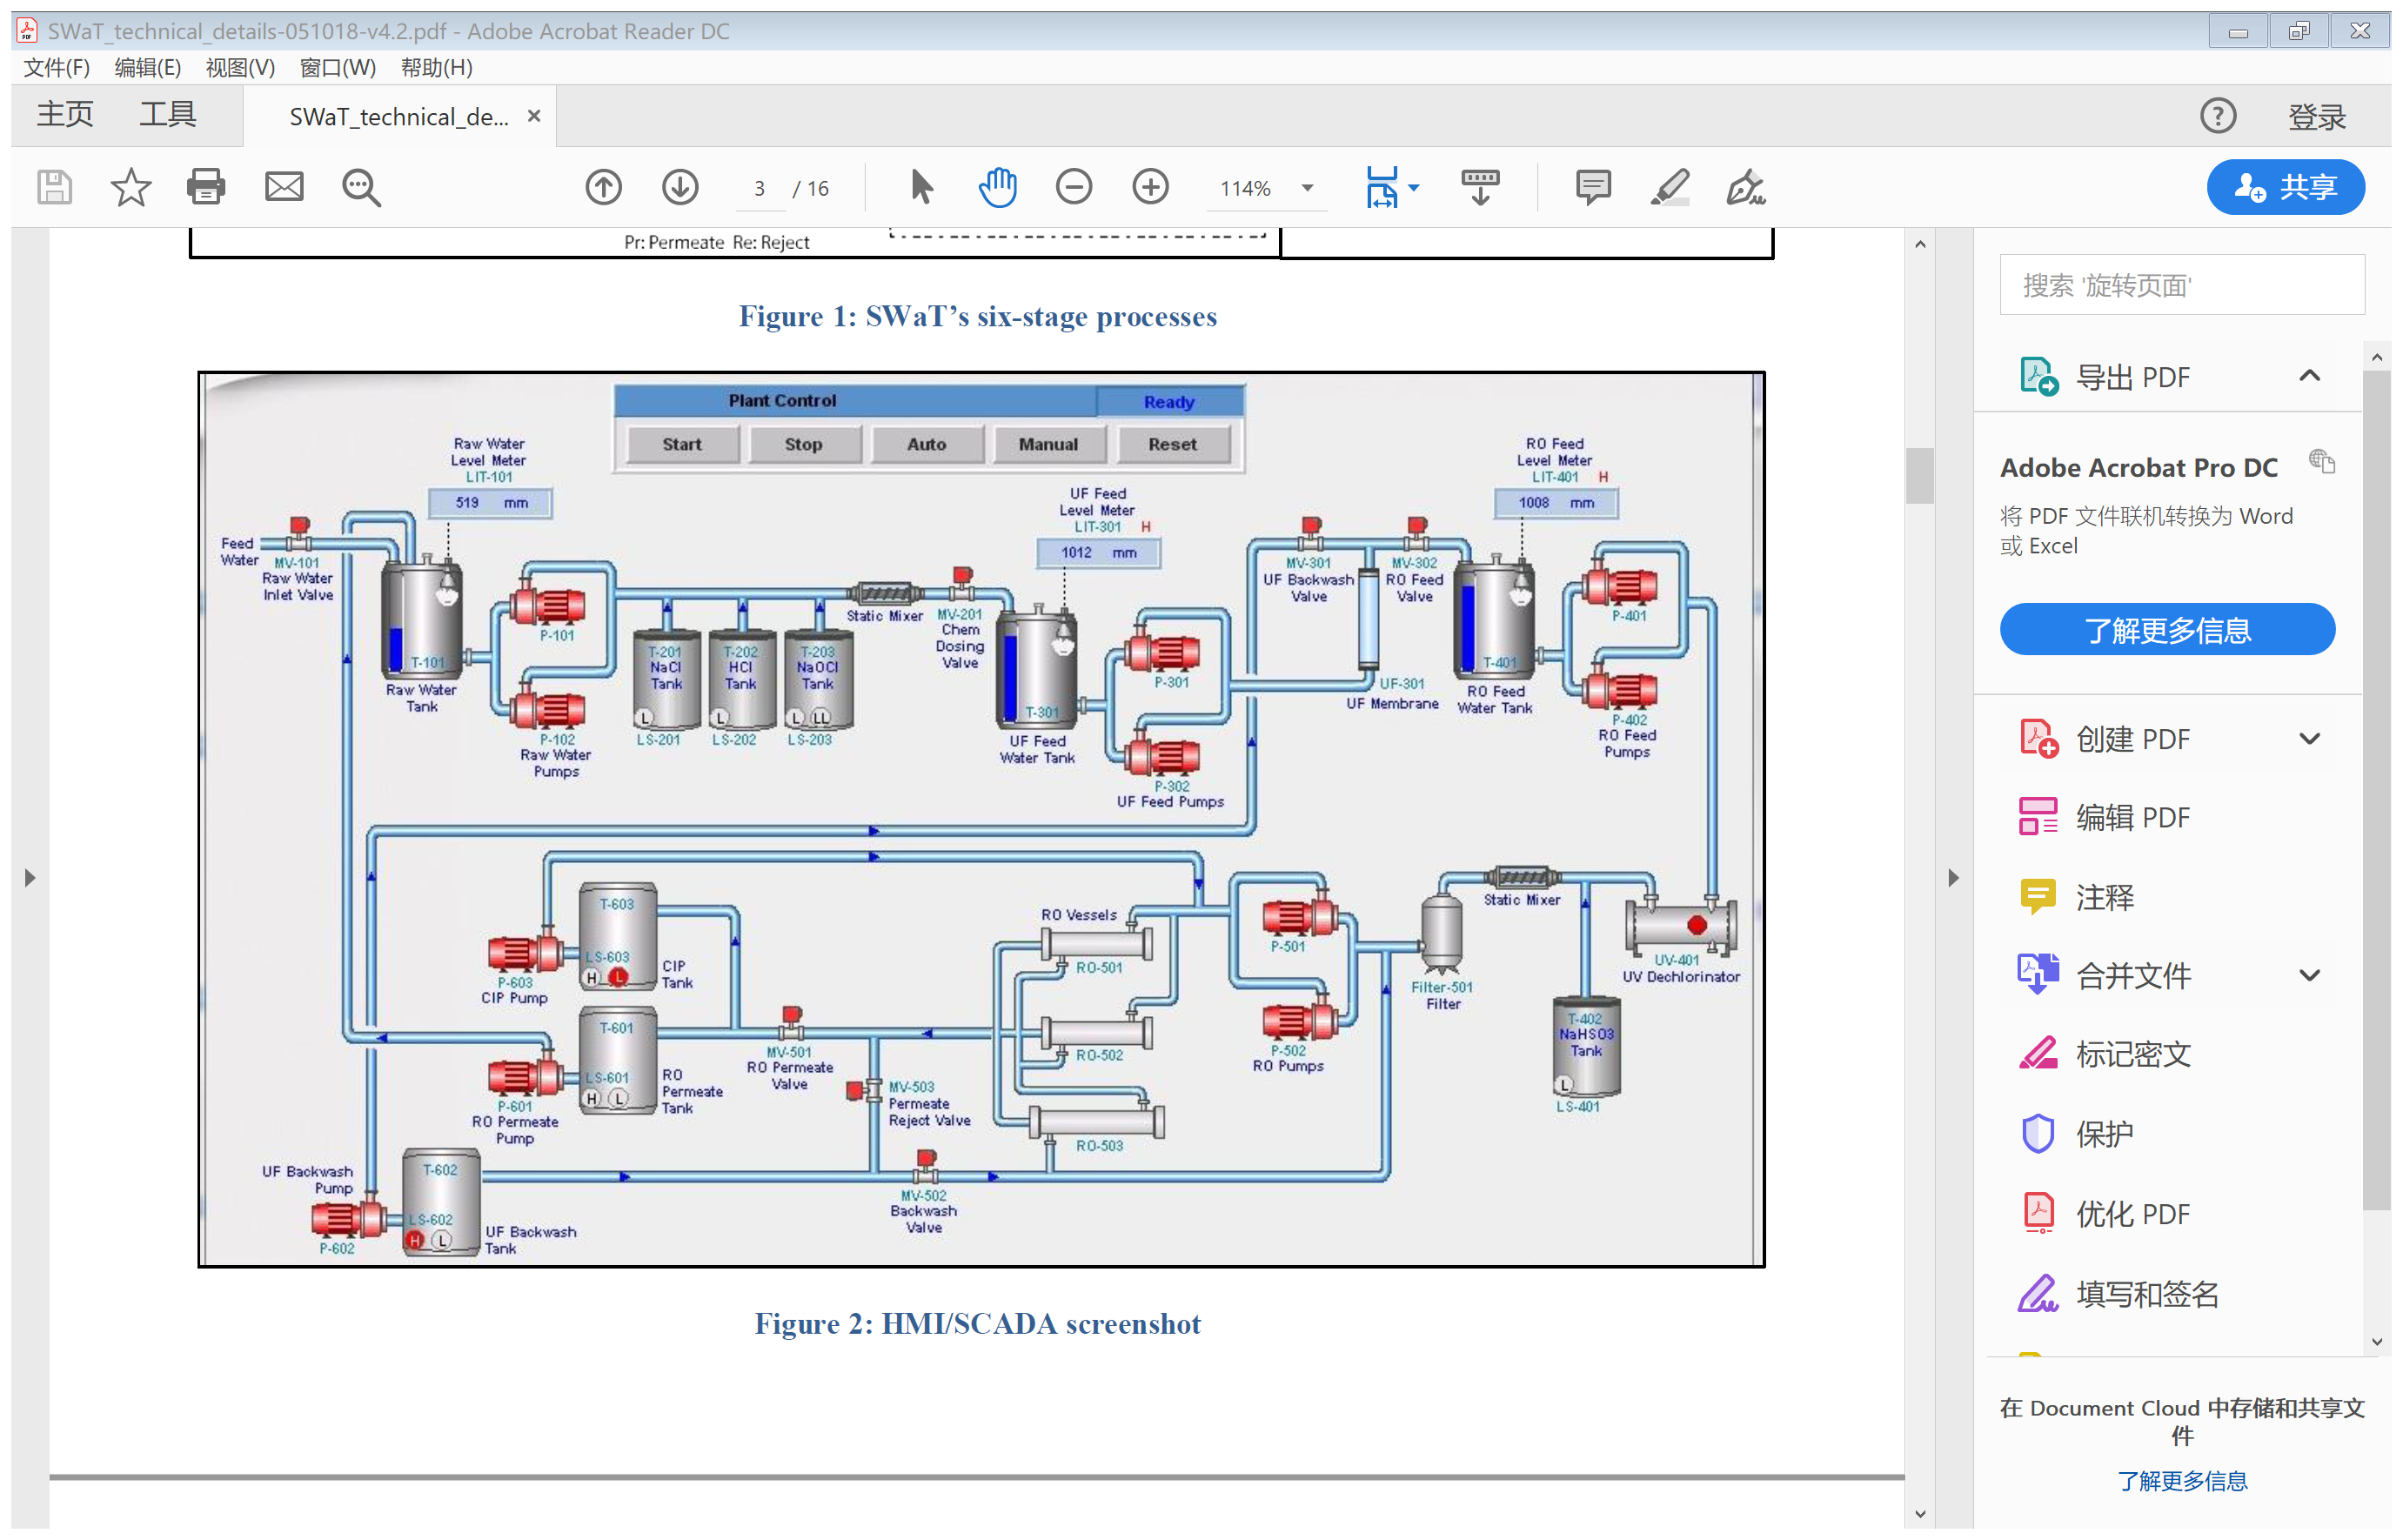 SWaT_technical_details-051018-v4.2.pdf - Adobe Acrobat Reader DC
文件(F) 编辑(E) 视图(V) 窗口(W) 帮助(H)
主页 工具 SWaT_technical_de... × 登录
3 / 16 114% 共享
Pr: Permeate Re: Reject
Figure 1: SWaT’s six-stage processes
Plant Control Ready
Start Stop Auto Manual Reset
Raw Water
Level Meter
LIT-101
519 mm
UF Feed
Level Meter
LIT-301 H
1012 mm
RO Feed
Level Meter
LIT-401 H
1008 mm
Feed
Water
MV-101
Raw Water
Inlet Valve
T-101
Raw Water
Tank
P-101
P-102
Raw Water
Pumps
T-201
NaCl
Tank
L
LS-201
T-202
HCl
Tank
L
LS-202
T-203
NaOCl
Tank
L LL
LS-203
Static Mixer
MV-201
Chem
Dosing
Valve
T-301
UF Feed
Water Tank
P-301
P-302
UF Feed Pumps
MV-301
UF Backwash
Valve
MV-302
RO Feed
Valve
UF-301
UF Membrane
T-401
RO Feed
Water Tank
P-401
P-402
RO Feed
Pumps
T-603
LS-603
H L
CIP
Tank
P-603
CIP Pump
T-601
LS-601
H L
RO
Permeate
Tank
P-601
RO Permeate
Pump
MV-501
RO Permeate
Valve
MV-503
Permeate
Reject Valve
RO Vessels
RO-501
RO-502
RO-503
P-501
P-502
RO Pumps
Filter-501
Filter
Static Mixer
UV-401
UV Dechlorinator
T-402
NaHSO3
Tank
L
LS-401
UF Backwash
Pump
P-602
T-602
LS-602
H L
UF Backwash
Tank
MV-502
Backwash
Valve
Figure 2: HMI/SCADA screenshot
搜索 '旋转页面'
导出 PDF
Adobe Acrobat Pro DC
将 PDF 文件联机转换为 Word
或 Excel
了解更多信息
创建 PDF
编辑 PDF
注释
合并文件
标记密文
保护
优化 PDF
填写和签名
在 Document Cloud 中存储和共享文
件
了解更多信息